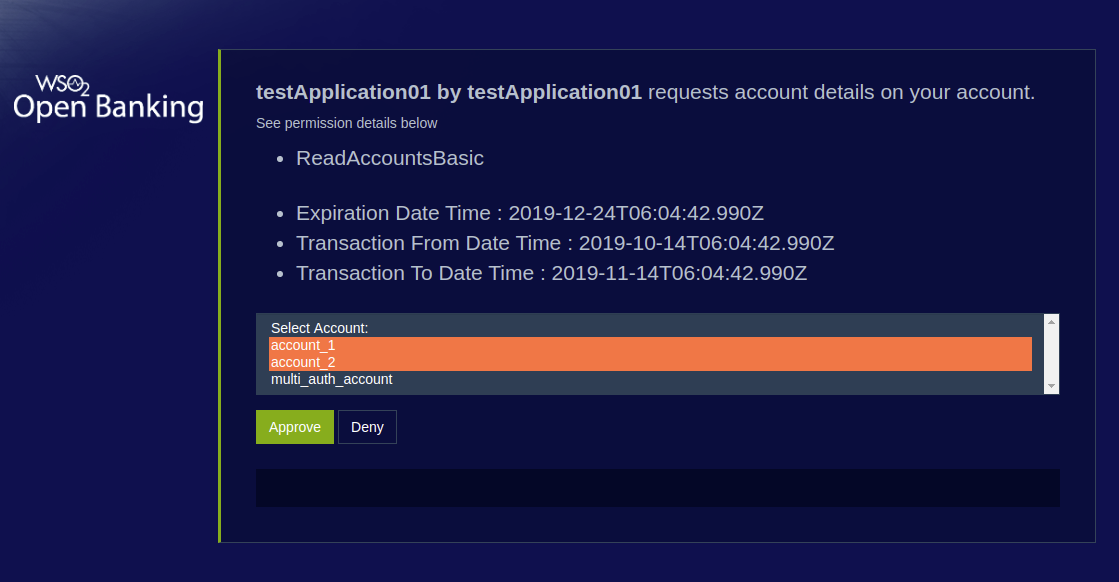 WSO2
Open Banking
testApplication01 by testApplication01 requests account details on your account.
See permission details below
ReadAccountsBasic
Expiration Date Time : 2019-12-24T06:04:42.990Z
Transaction From Date Time : 2019-10-14T06:04:42.990Z
Transaction To Date Time : 2019-11-14T06:04:42.990Z
Select Account:
account_1
account_2
multi_auth_account
Approve Deny